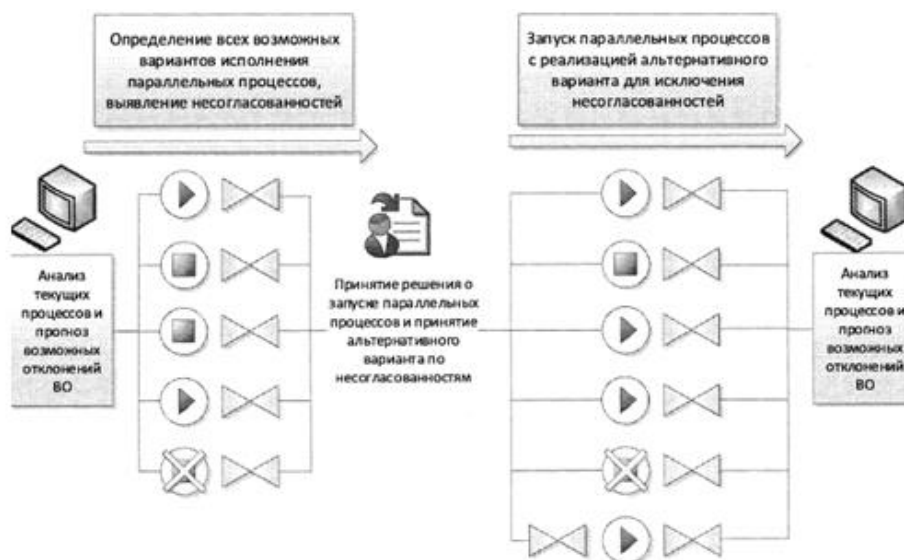 Определение всех возможных
вариантов исполнения
параллельных процессов,
выявление несогласованностей
Запуск параллельных процессов
с реализацией альтернативного
варианта для исключения
несогласованностей
Анализ
текущих
процессов и
прогноз
возможных
отклонений
ВО
Принятие решения о
запуске параллельных
процессов и принятие
альтернативного
варианта по
несогласованностям
Анализ
текущих
процессов и
прогноз
возможных
отклонений
ВО